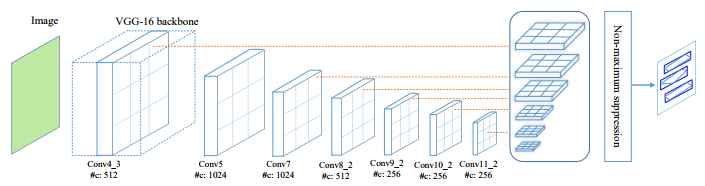 Image
VGG-16 backbone
Conv4_3
#c: 512
Conv5
#c: 1024
Conv7
#c: 1024
Conv8_2
#c: 512
Conv9_2
#c: 256
Conv10_2
#c: 256
Conv11_2
#c: 256
Non-maximum suppression